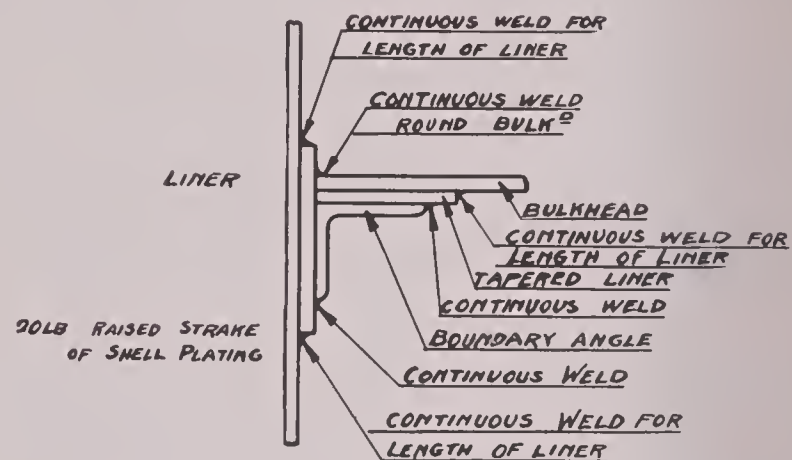 CONTINUOUS WELD FOR
LENGTH OF LINER
CONTINUOUS WELD
ROUND BULKD
LINER
BULKHEAD
CONTINUOUS WELD FOR
LENGTH OF LINER
TAPERED LINER
CONTINUOUS WELD
20LB RAISED STRAKE
OF SHELL PLATING
BOUNDARY ANGLE
CONTINUOUS WELD
CONTINUOUS WELD FOR
LENGTH OF LINER